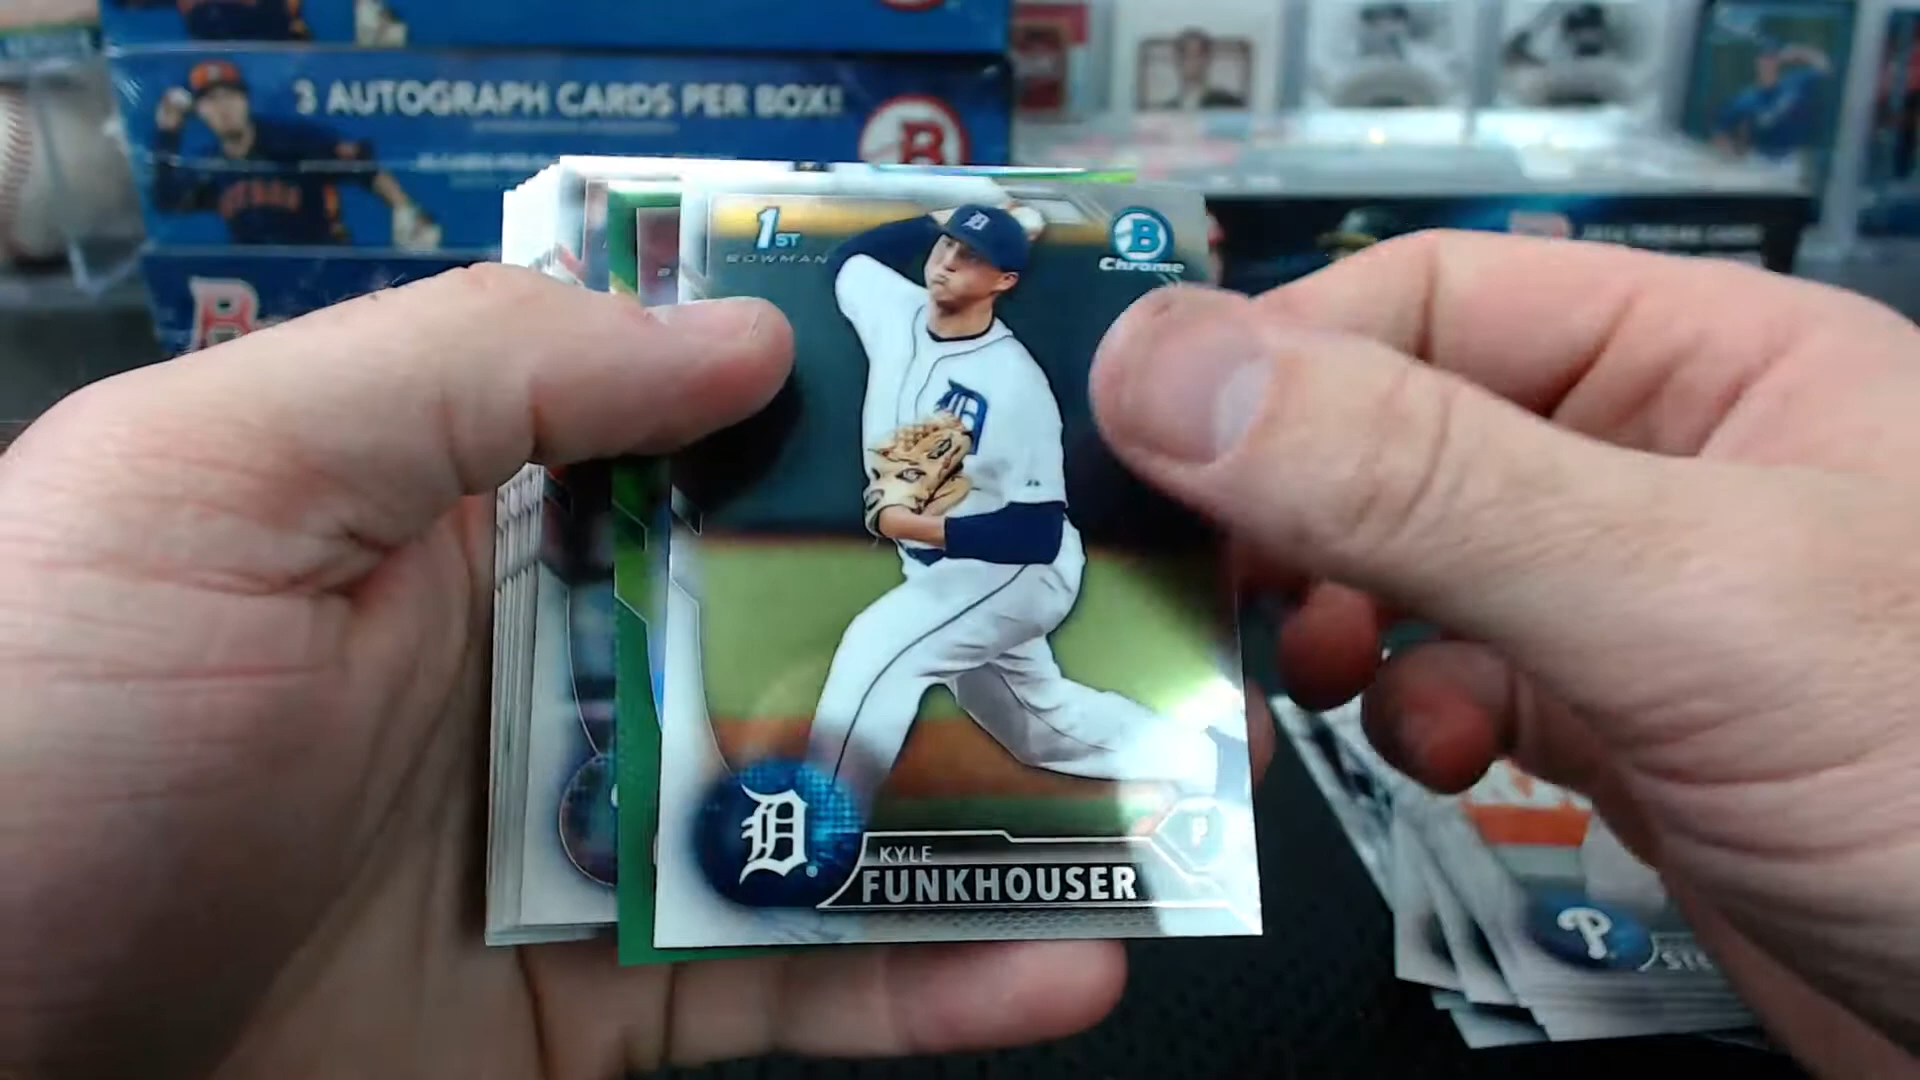 3 AUTOGRAPH CARDS PER BOX!
B
B
1ST
BOWMAN
D
B
Chrome
D
D
P
KYLE
FUNKHOUSER
P